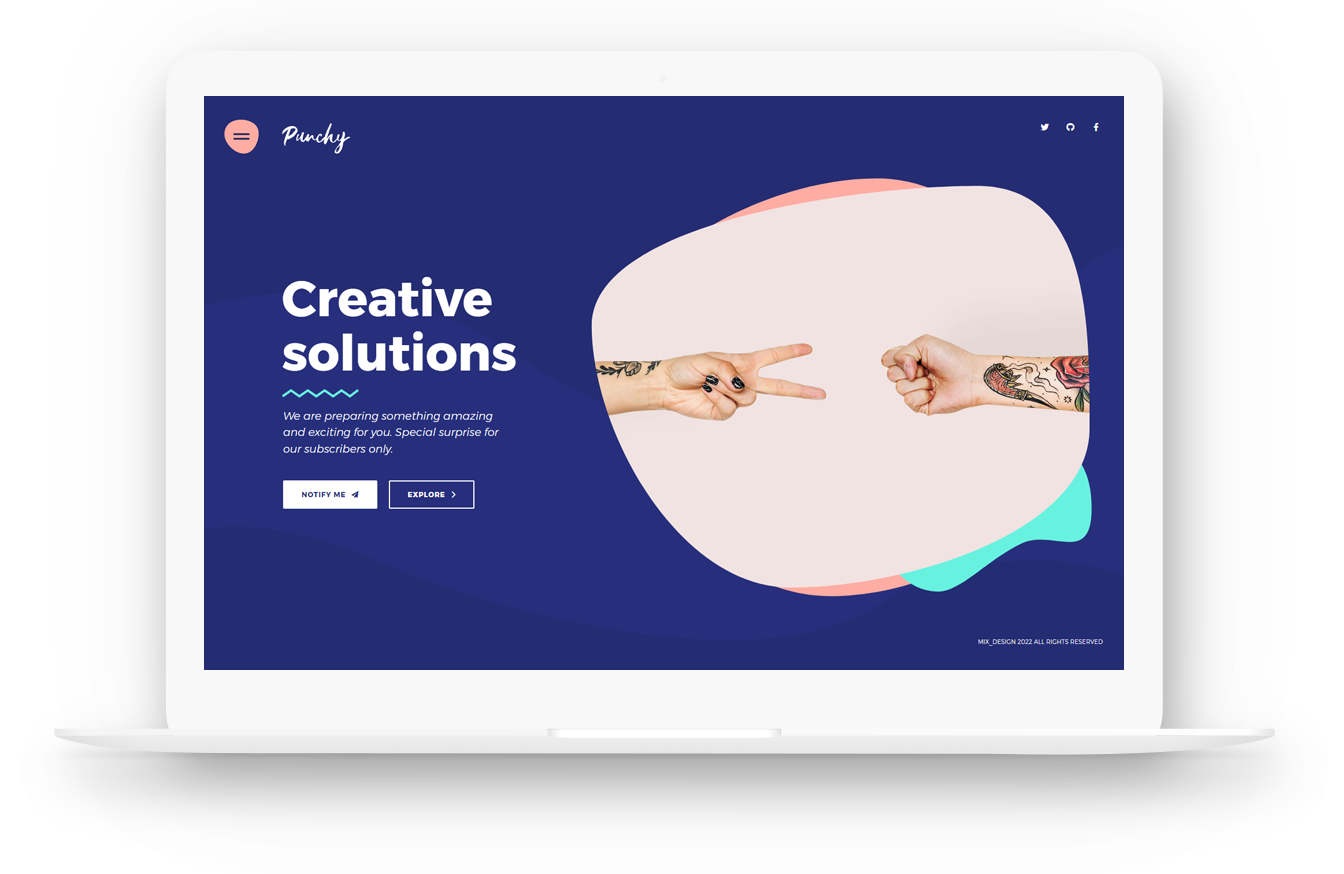 Punchy
Creative
solutions
We are preparing something amazing
and exciting for you. Special surprise for
our subscribers only.
NOTIFY ME
EXPLORE
MIX_DESIGN 2022 ALL RIGHTS RESERVED